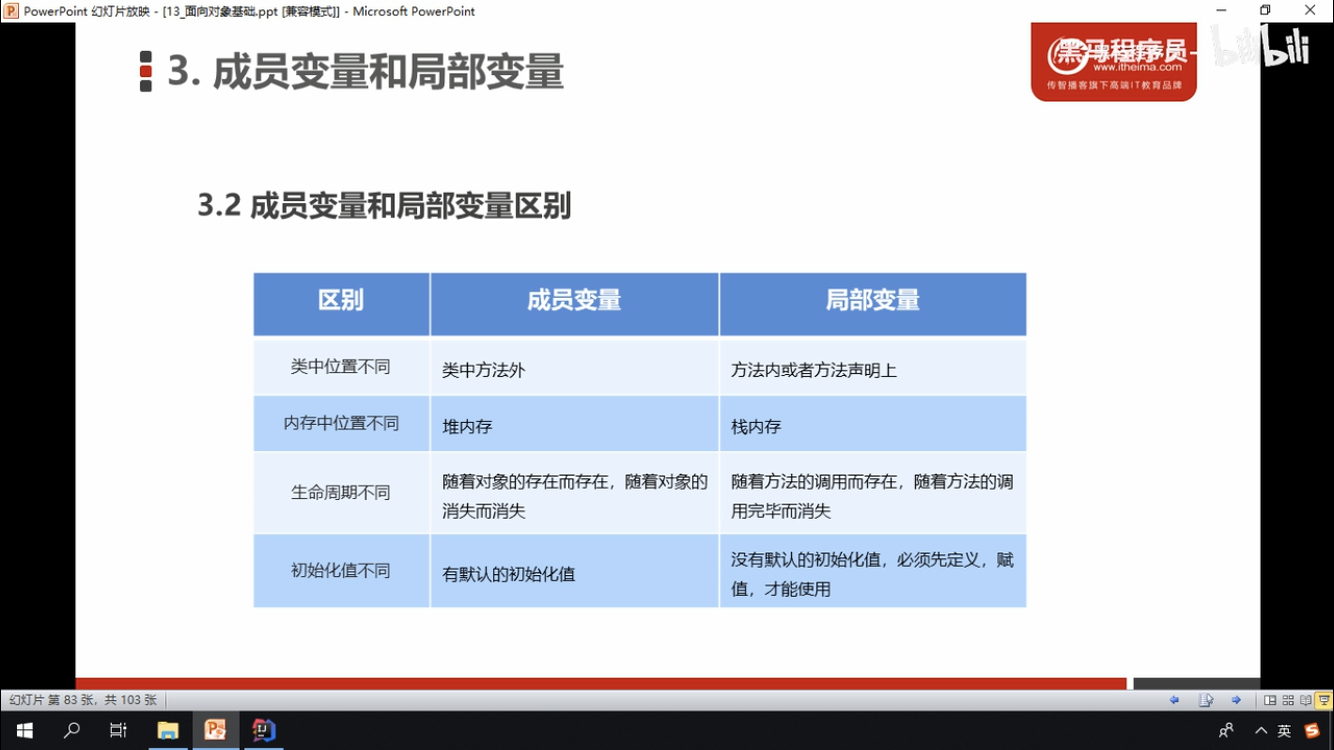 PowerPoint 幻灯片放映 - [13_面向对象基础.ppt [兼容模式]] - Microsoft PowerPoint
3. 成员变量和局部变量
黑马程序员
bilibili
www.itheima.com
传智播客旗下高端IT教育品牌
3.2 成员变量和局部变量区别
区别
成员变量
局部变量
类中位置不同
类中方法外
方法内或者方法声明上
内存中位置不同
堆内存
栈内存
生命周期不同
随着对象的存在而存在，随着对象的
消失而消失
随着方法的调用而存在，随着方法的调
用完毕而消失
初始化值不同
有默认的初始化值
没有默认的初始化值，必须先定义，赋
值，才能使用
幻灯片 第 83 张，共 103 张
英